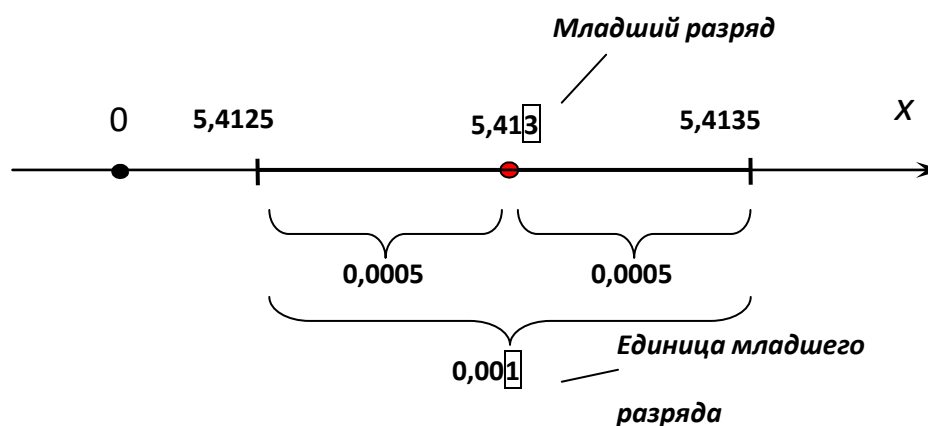 Младший разряд
0 5,4125 5,413 5,4135 X
0,0005 0,0005
0,001
Единица младшего
разряда